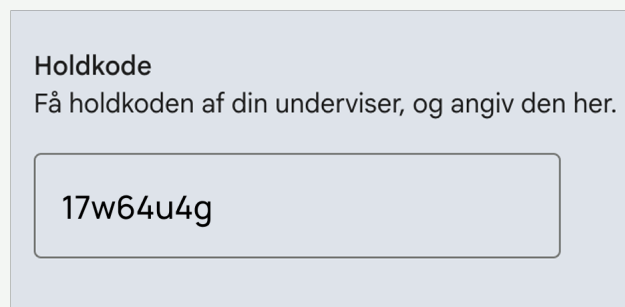 Holdkode
Få holdkoden af din underviser, og angiv den her.
17w64u4g